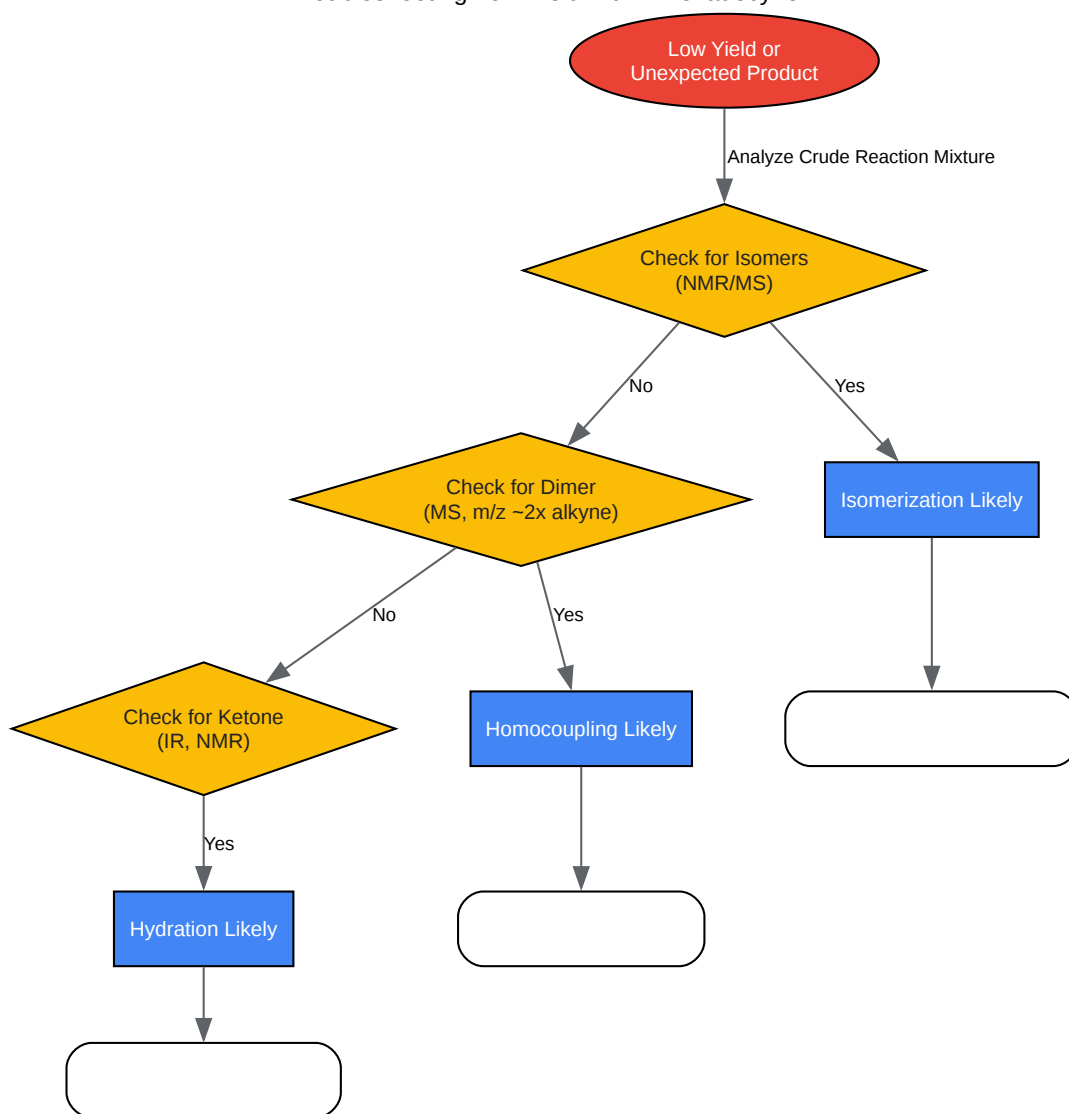 Low Yield or
Unexpected Product
Analyze Crude Reaction Mixture
Check for Isomers
(NMR/MS)
No
Yes
Check for Dimer
(MS, m/z ~2x alkyne)
Isomerization Likely
No
Yes
Check for Ketone
(IR, NMR)
Homocoupling Likely
Yes
Hydration Likely